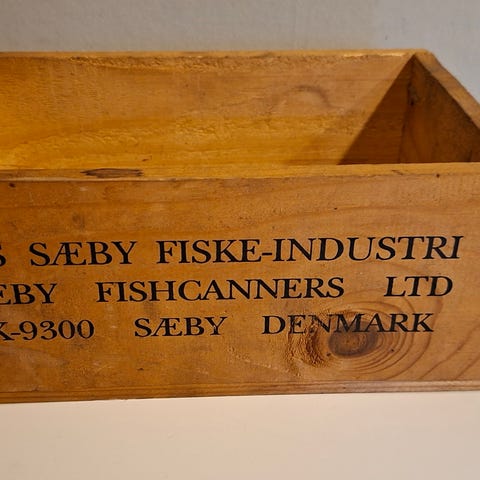 S SÆBY FISKE-INDUSTRI
EBY FISHCANNERS LTD
K-9300 SÆBY DENMARK